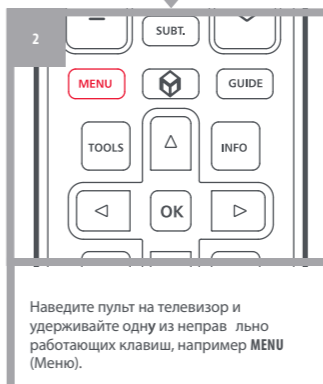 2
SUBT.
MENU
GUIDE
TOOLS
INFO
OK
Наведите пульт на телевизор и
удерживайте одну из неправ льно
работающих клавиш, например MENU
(Меню).